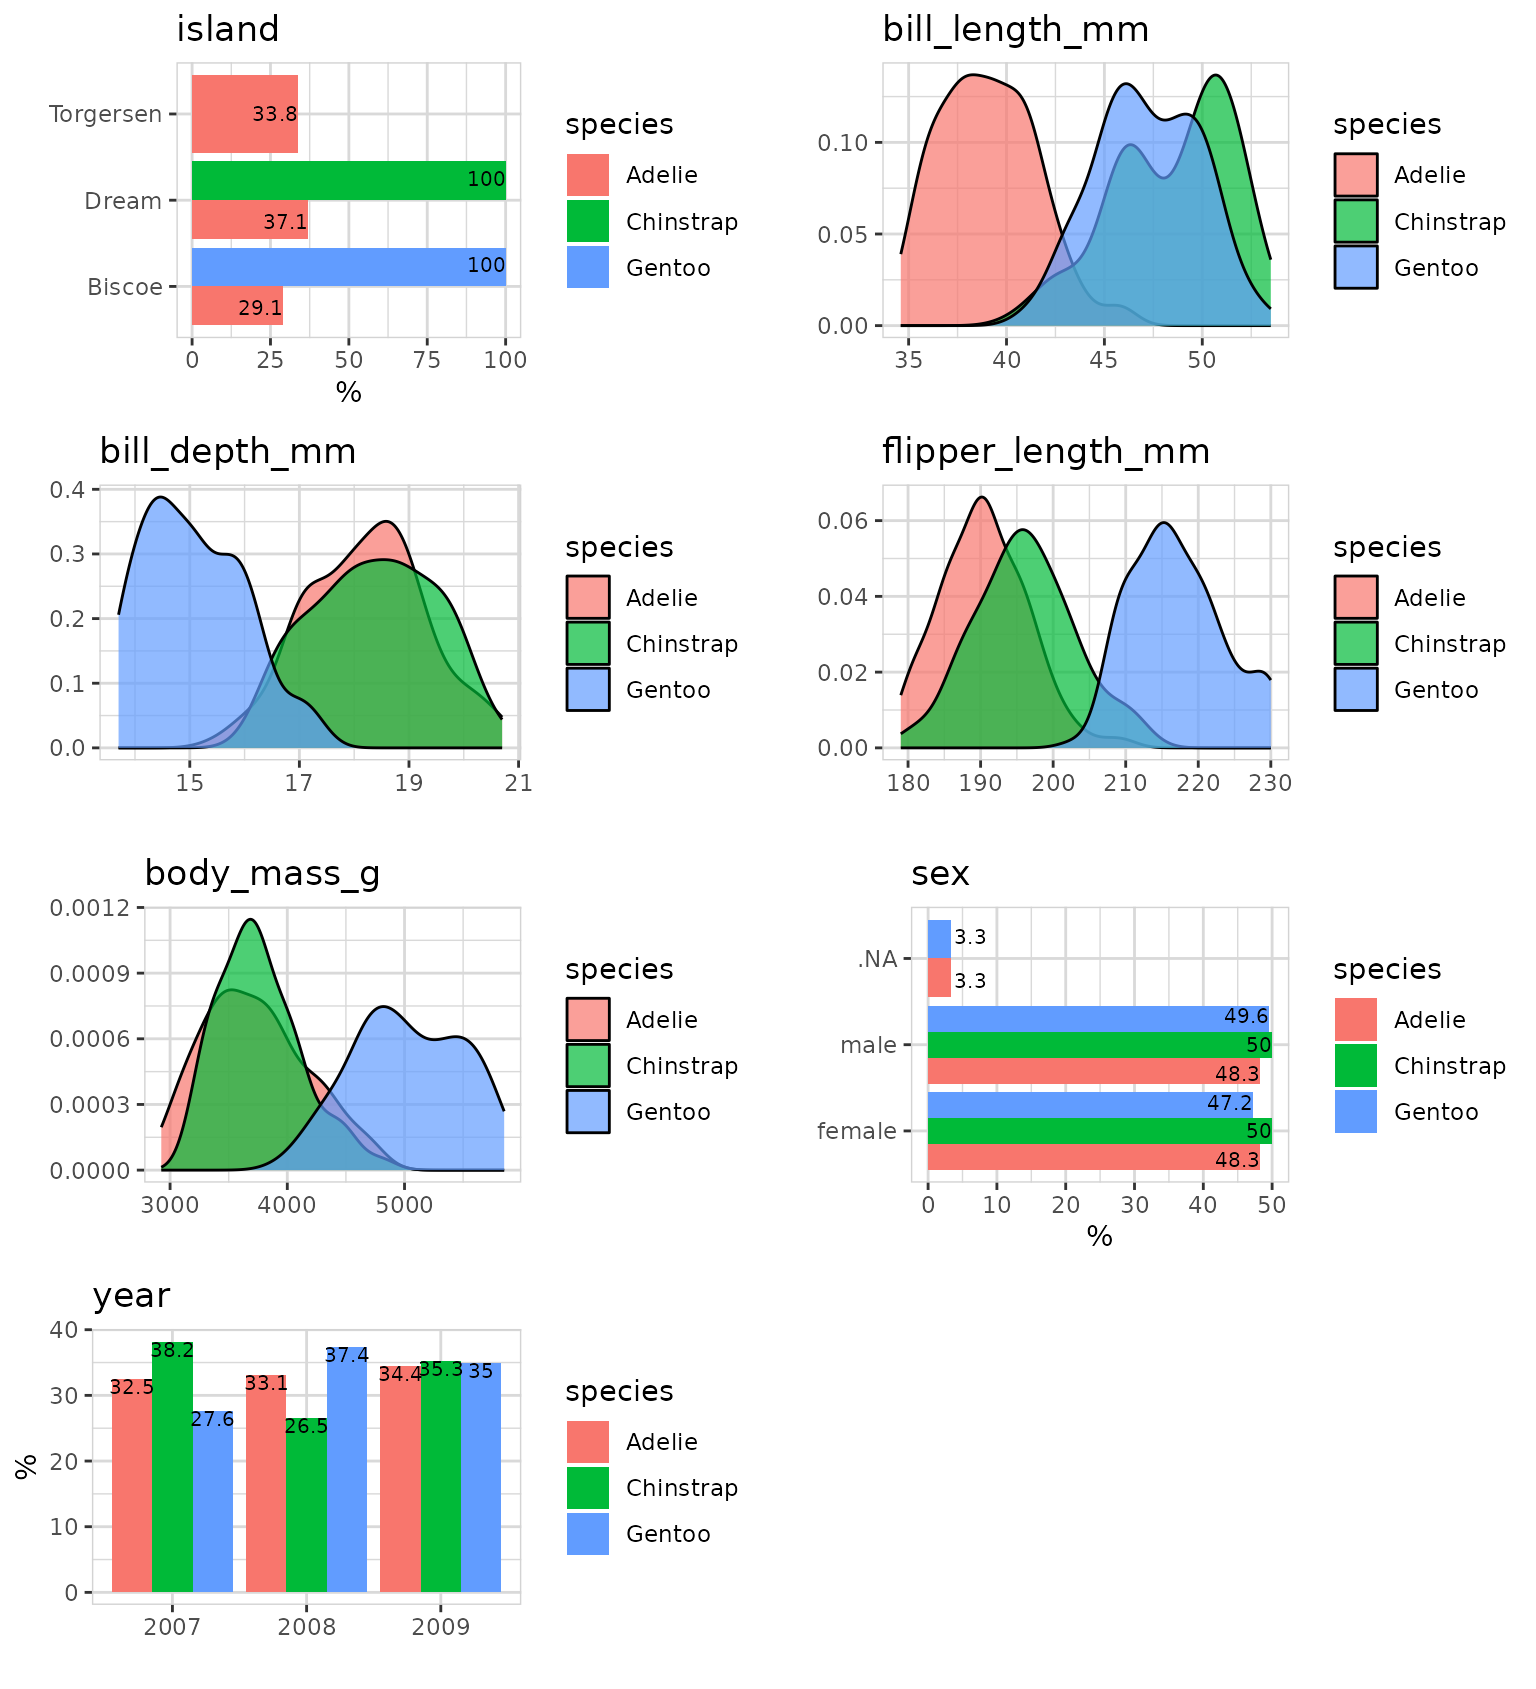 island
Torgersen
Dream
Biscoe
33.8
100
37.1
100
29.1
0 25 50 75 100
%
species
Adelie
Chinstrap
Gentoo
bill_length_mm
0.10
0.05
0.00
35 40 45 50
species
Adelie
Chinstrap
Gentoo
bill_depth_mm
0.4
0.3
0.2
0.1
0.0
15 17 19 21
species
Adelie
Chinstrap
Gentoo
flipper_length_mm
0.06
0.04
0.02
0.00
180 190 200 210 220 230
species
Adelie
Chinstrap
Gentoo
body_mass_g
0.0012
0.0009
0.0006
0.0003
0.0000
3000 4000 5000
species
Adelie
Chinstrap
Gentoo
sex
.NA
male
female
3.3
3.3
49.6
50
48.3
47.2
50
48.3
0 10 20 30 40 50
%
species
Adelie
Chinstrap
Gentoo
year
%
40
30
20
10
0
32.5 38.2 27.6 33.1 26.5 37.4 34.4 35.3 35
2007 2008 2009
species
Adelie
Chinstrap
Gentoo